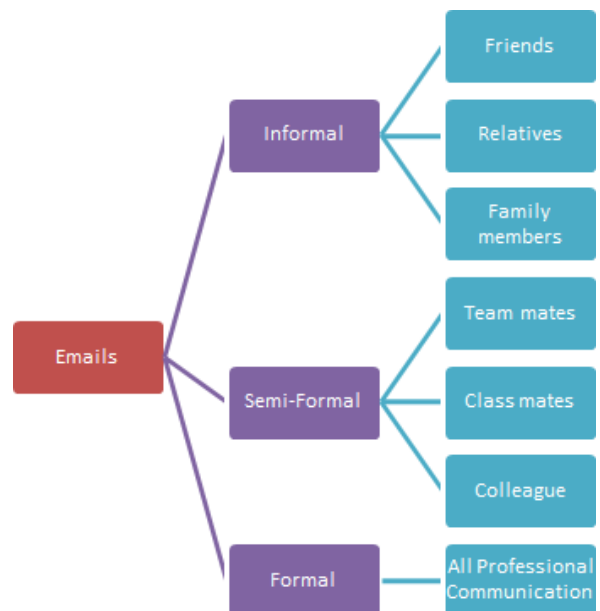 Friends
Informal
Relatives
Family
members
Team mates
Emails
Semi-Formal
Class mates
Colleague
Formal
All Professional
Communication